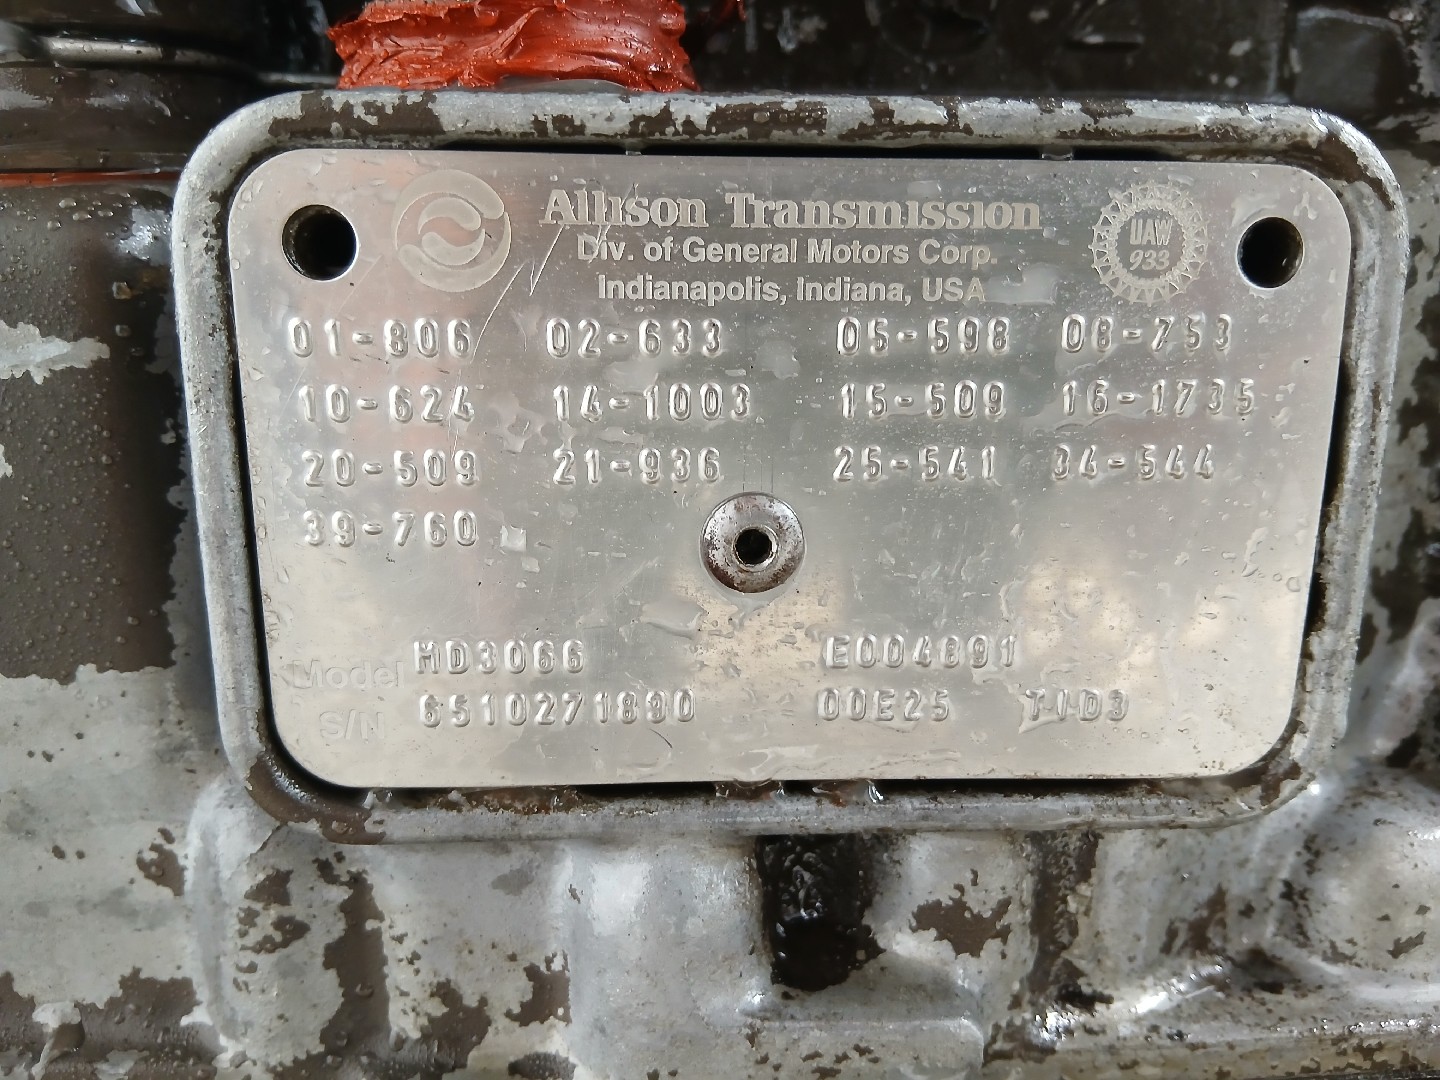 Allison Transmission
Div. of General Motors Corp.
Indianapolis, Indiana, USA
UAW
933
01-806 02-633 05-598 08-753
10-624 14-1003 15-509 16-1735
20-509 21-936 25-541 34-544
39-760
Model MD3066 E004891
S/N 6510271890 00E25 TID3